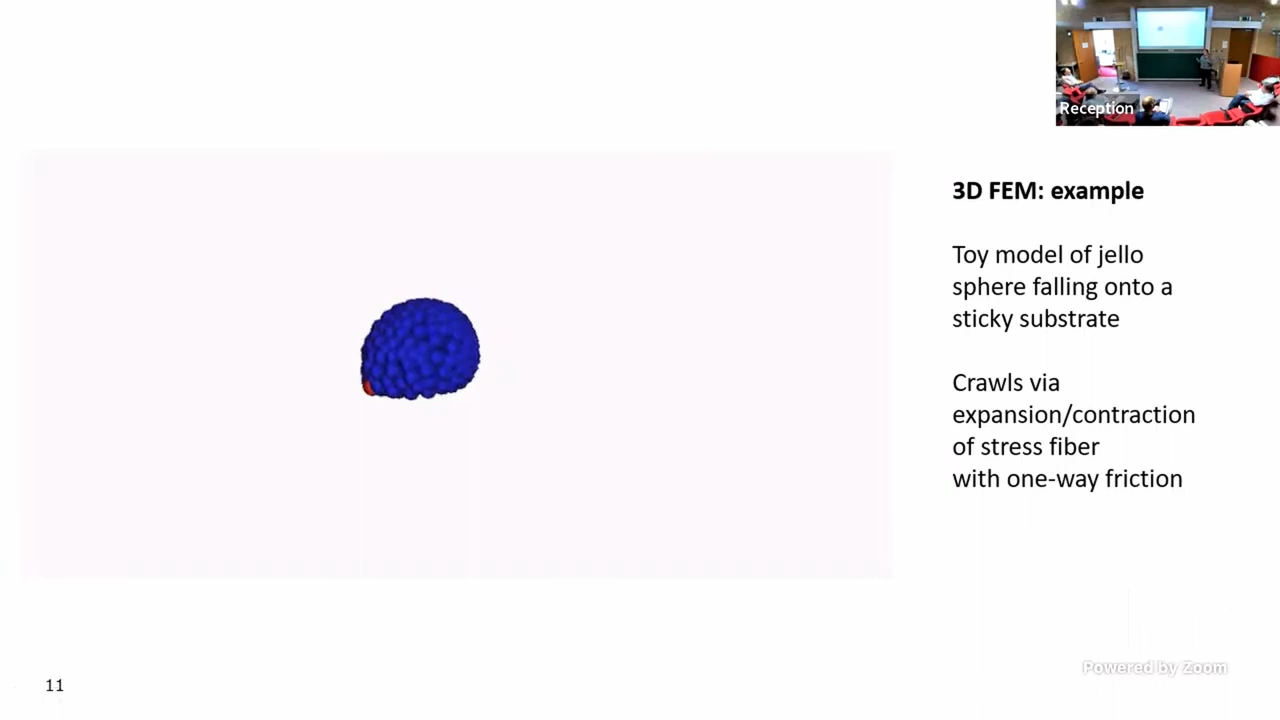 Reception
3D FEM: example
Toy model of jello
sphere falling onto a
sticky substrate
Crawls via
expansion/contraction
of stress fiber
with one-way friction
Powered by Zoom
11